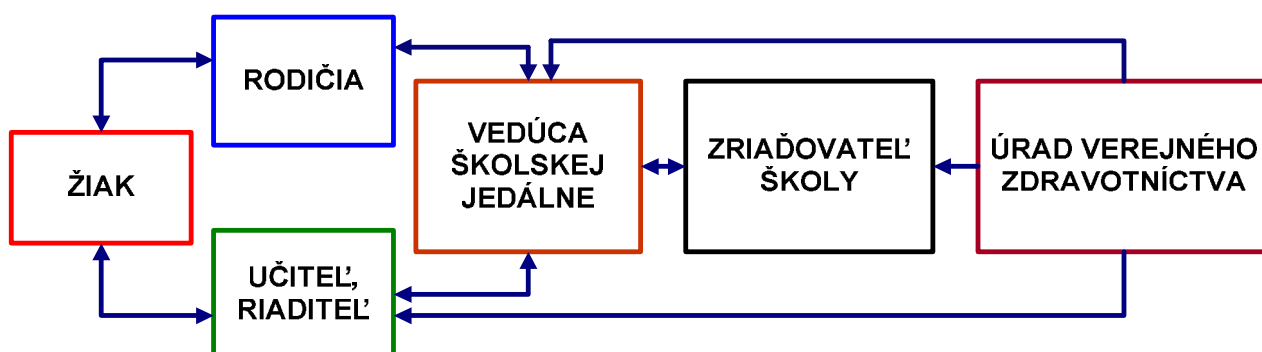 RODIČIA
ŽIAK
UČITEĽ,
RIADITEĽ
VEDÚCA
ŠKOLSKEJ
JEDÁLNE
ZRIAĎOVATEĽ
ŠKOLY
ÚRAD VEREJNÉHO
ZDRAVOTNÍCTVA